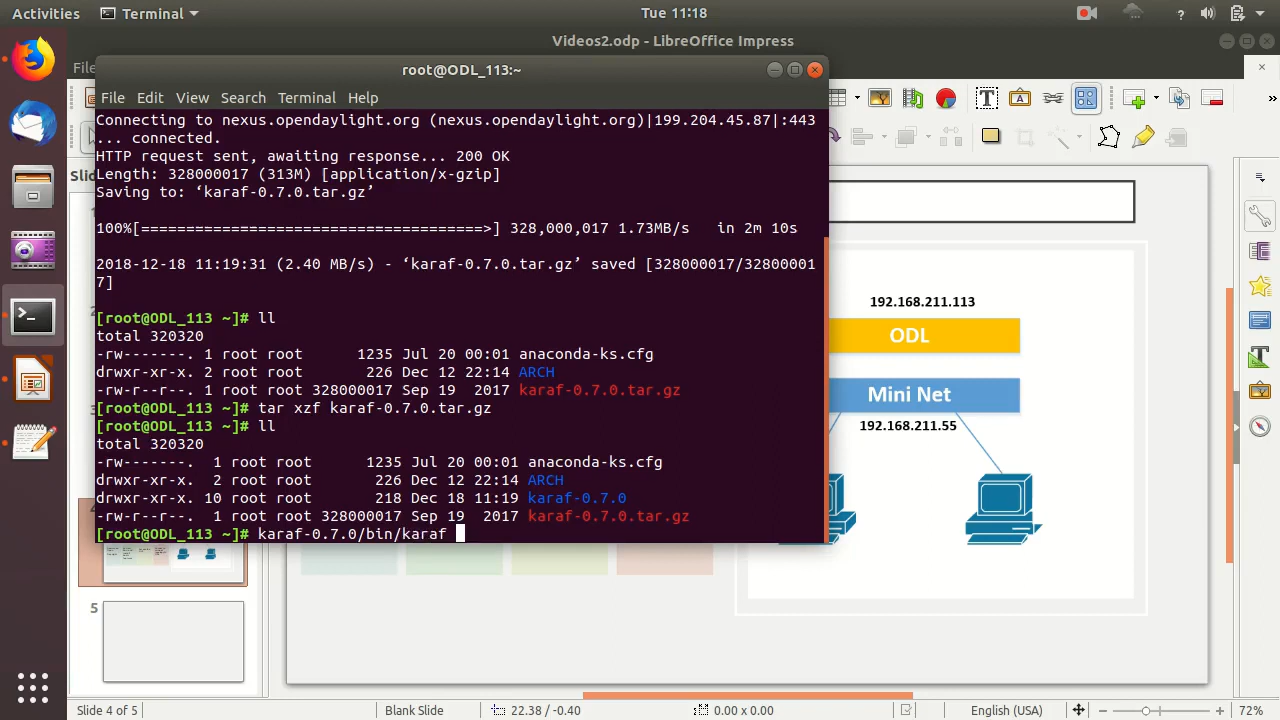 Activities
Terminal
Tue 11:18
?
Videos2.odp - LibreOffice Impress
root@ODL_113:~
File Edit View Search Terminal Help
Connecting to nexus.opendaylight.org (nexus.opendaylight.org)|199.204.45.87|:443
... connected.
HTTP request sent, awaiting response... 200 OK
Length: 328000017 (313M) [application/x-gzip]
Saving to: ‘karaf-0.7.0.tar.gz’
100%[======================================>] 328,000,017 1.73MB/s   in 2m 10s
2018-12-18 11:19:31 (2.40 MB/s) - ‘karaf-0.7.0.tar.gz’ saved [328000017/32800001
7]
[root@ODL_113 ~]# ll
total 320320
-rw-------. 1 root root      1235 Jul 20 00:01 anaconda-ks.cfg
drwxr-xr-x. 2 root root       226 Dec 12 22:14 ARCH
-rw-r--r--. 1 root root 328000017 Sep 19  2017 karaf-0.7.0.tar.gz
[root@ODL_113 ~]# tar xzf karaf-0.7.0.tar.gz
[root@ODL_113 ~]# ll
total 320320
-rw-------.  1 root root      1235 Jul 20 00:01 anaconda-ks.cfg
drwxr-xr-x.  2 root root       226 Dec 12 22:14 ARCH
drwxr-xr-x. 10 root root       218 Dec 18 11:19 karaf-0.7.0
-rw-r--r--.  1 root root 328000017 Sep 19  2017 karaf-0.7.0.tar.gz
[root@ODL_113 ~]# karaf-0.7.0/bin/karaf
File
Slid
192.168.211.113
ODL
Mini Net
192.168.211.55
5
Slide 4 of 5
Blank Slide
22.38 / -0.40
0.00 x 0.00
English (USA)
72%